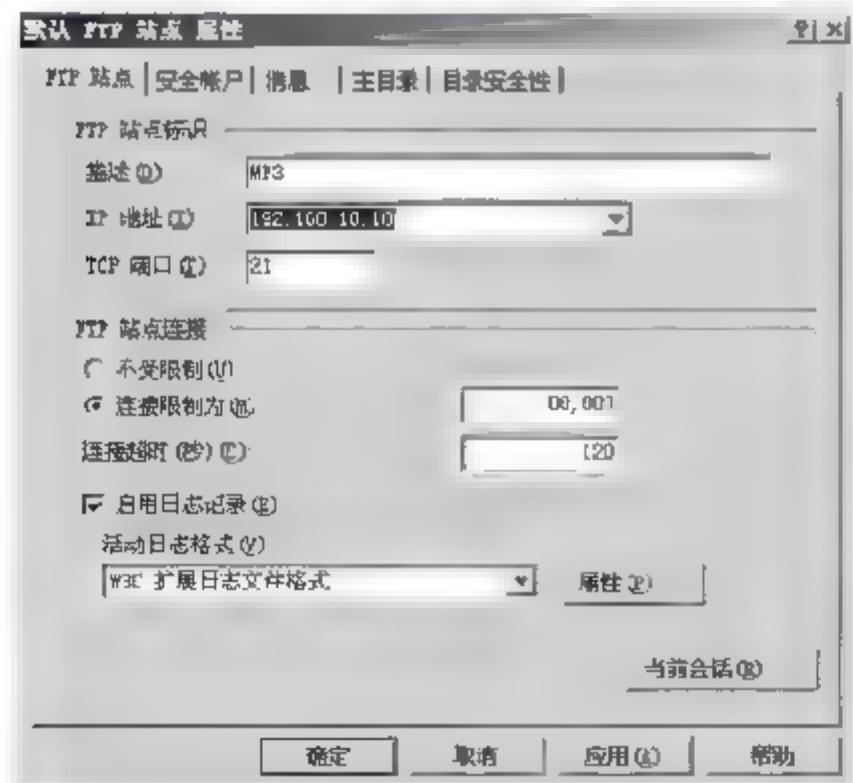 默认 FTP 站点 属性
FTP 站点 安全帐户 消息 主目录 目录安全性
FTP 站点标识
描述(D) MP3
IP 地址(I) 192.168.10.10
TCP 端口(T) 21
FTP 站点连接
不受限制(U)
连接限制为(M)
连接超时(秒)(C) 120
启用日志记录(E)
活动日志格式(V)
W3C 扩展日志文件格式 属性(P)
当前会话(R)
确定 取消 应用(A) 帮助